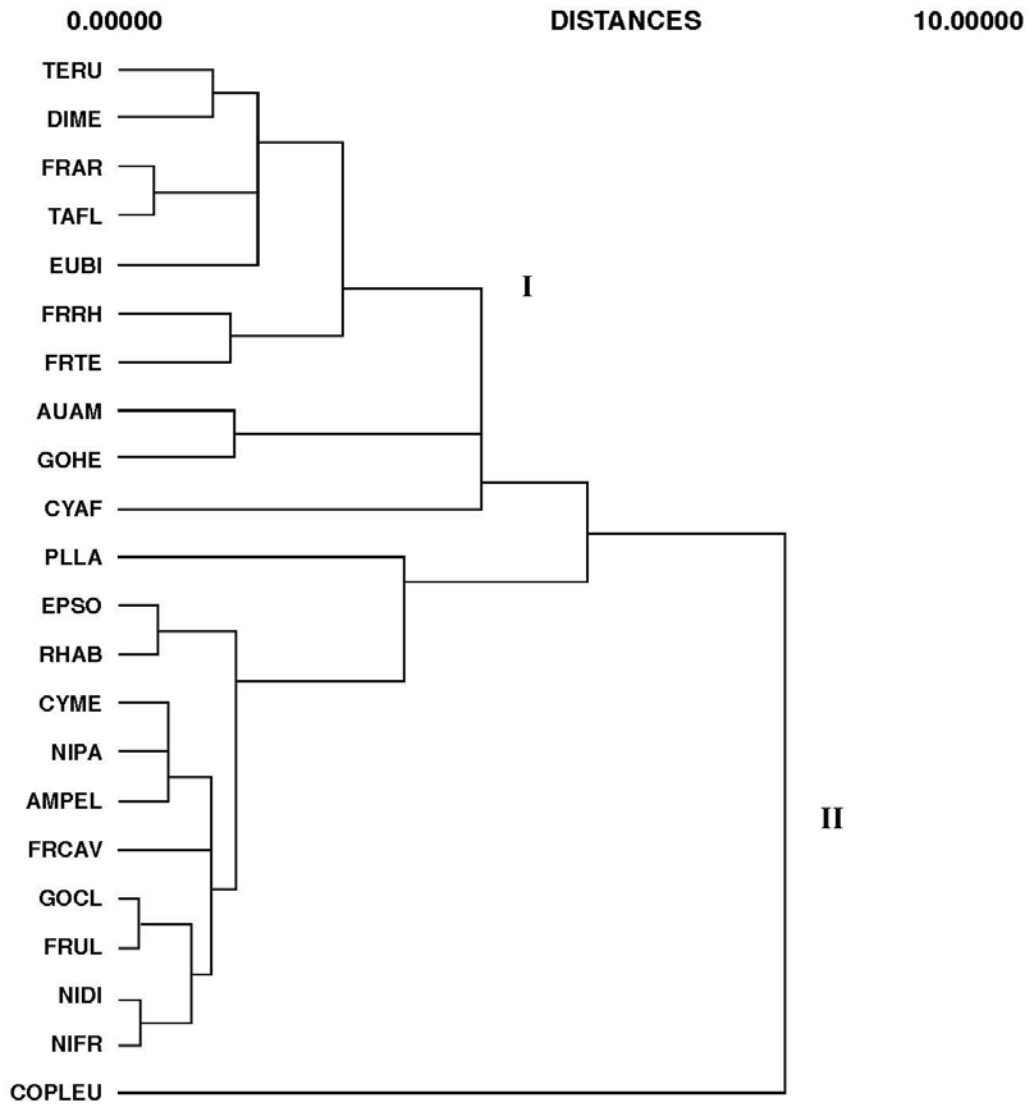 0.00000 DISTANCES 10.00000
TERU
DIME
FRAR
TAFL
EUBI
I
FRRH
FRTE
AUAM
GOHE
CYAF
PLLA
EPSO
RHAB
CYME
NIPA
AMPEL
II
FRCAV
GOCL
FRUL
NIDI
NIFR
COPLEU